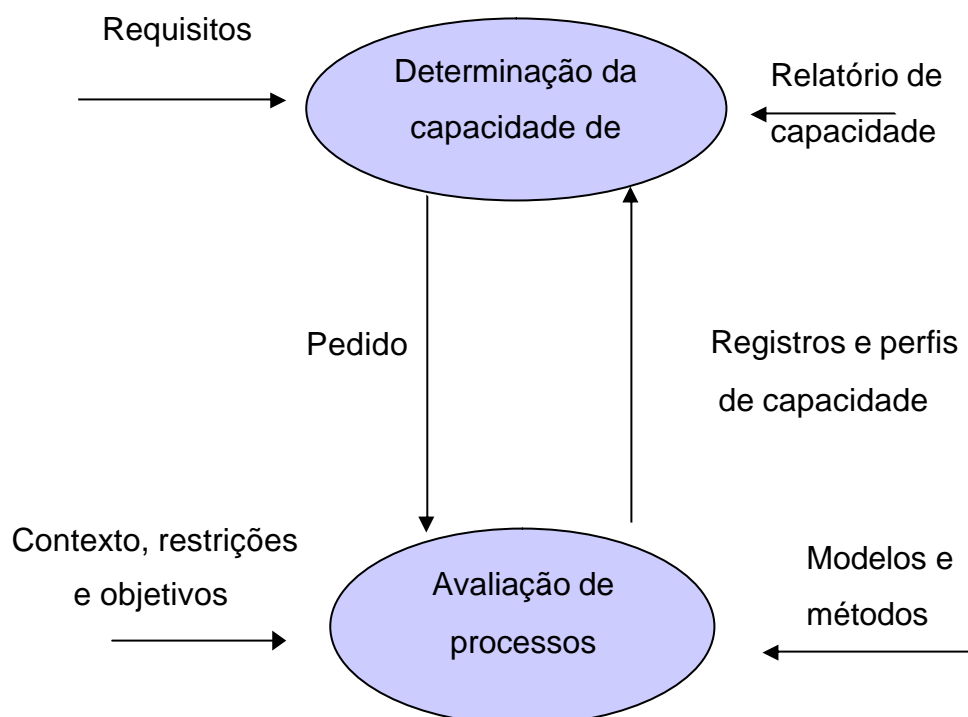 Requisitos
Determinação da
capacidade de
Relatório de
capacidade
Pedido
Registros e perfis
de capacidade
Contexto, restrições
e objetivos
Avaliação de
processos
Modelos e
métodos